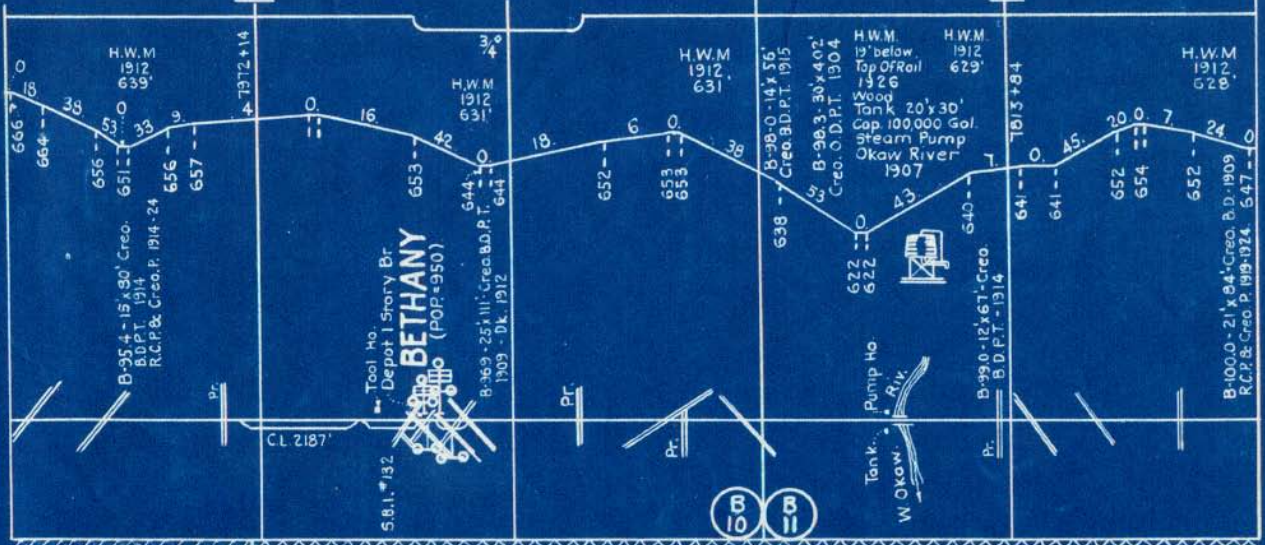 H.W.M
1912
639'
7972+14
3/4°
H.W.M
1912
631'
H.W.M
1912
631
B-98-0-14'x56'
Creo. B.D.P.T. 1915
B-98.3-30'x402'
Creo. O.D.P.T. 1904
H.W.M.
19' below
Top Of Rail
1926
Wood
Tank 20'x30'
Cap. 100,000 Gal.
Steam Pump
Okaw River
1907
H.W.M.
1912
629'
1813+84
H.W.M
1912
628'
0
18
38
53
0
33
9.
4
0.
16
42
0.
18.
6
0.
38
53
0.
43
7.
0.
45.
20
0.
7.
24
0
666
664
656
651
656
657
653
644
644
652
653
653
638
622
622
640
641
641
652
654
652
647
B-95.4-15'x80' Creo.
B.D.P.T. 1914
R.C.P. & Creo. P. 1914-24
Tool Ho.
Depot 1 Story Br.
BETHANY
(POP.=950)
B-96.9-25'x111'-Creo. B.D.P.T.
1909-Dk. 1912
B-99.0-12'x67'-Creo.
B.D.P.T.-1914
B-100.0-21'x84'-Creo. B.D.-1909
R.C.P. & Creo P. 1919-1924.
Pr.
C.L. 2187'
S.B.I. #132
Pr.
Pr.
Tank
Pump Ho.
W. Okaw
Riv.
Pr.
B
10
B
11